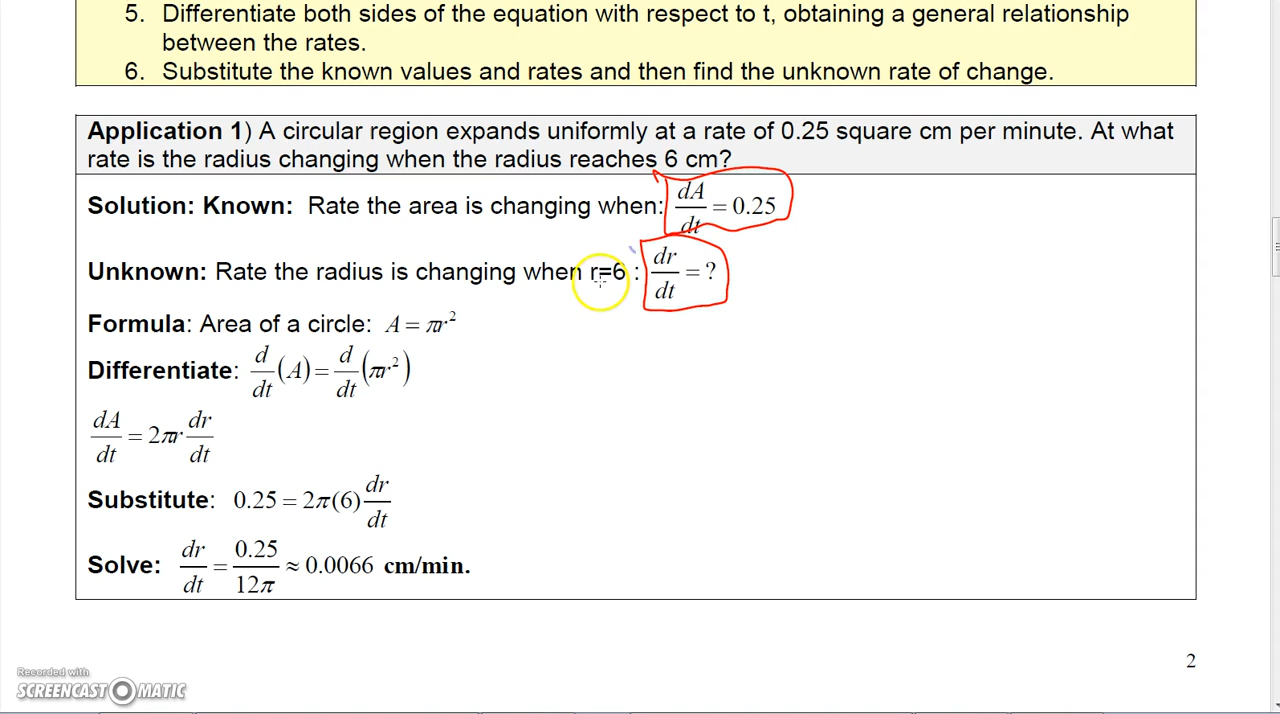 5. Differentiate both sides of the equation with respect to t, obtaining a general relationship
between the rates.
6. Substitute the known values and rates and then find the unknown rate of change.
Application 1) A circular region expands uniformly at a rate of 0.25 square cm per minute. At what
rate is the radius changing when the radius reaches 6 cm?
Solution: Known: Rate the area is changing when: dA/dt = 0.25
Unknown: Rate the radius is changing when r=6 : dr/dt = ?
Formula: Area of a circle: A = πr²
Differentiate: d/dt (A) = d/dt (πr²)
dA/dt = 2πr dr/dt
Substitute: 0.25 = 2π(6) dr/dt
Solve: dr/dt = 0.25/12π ≈ 0.0066 cm/min.
2
Recorded with
SCREENCAST-O-MATIC